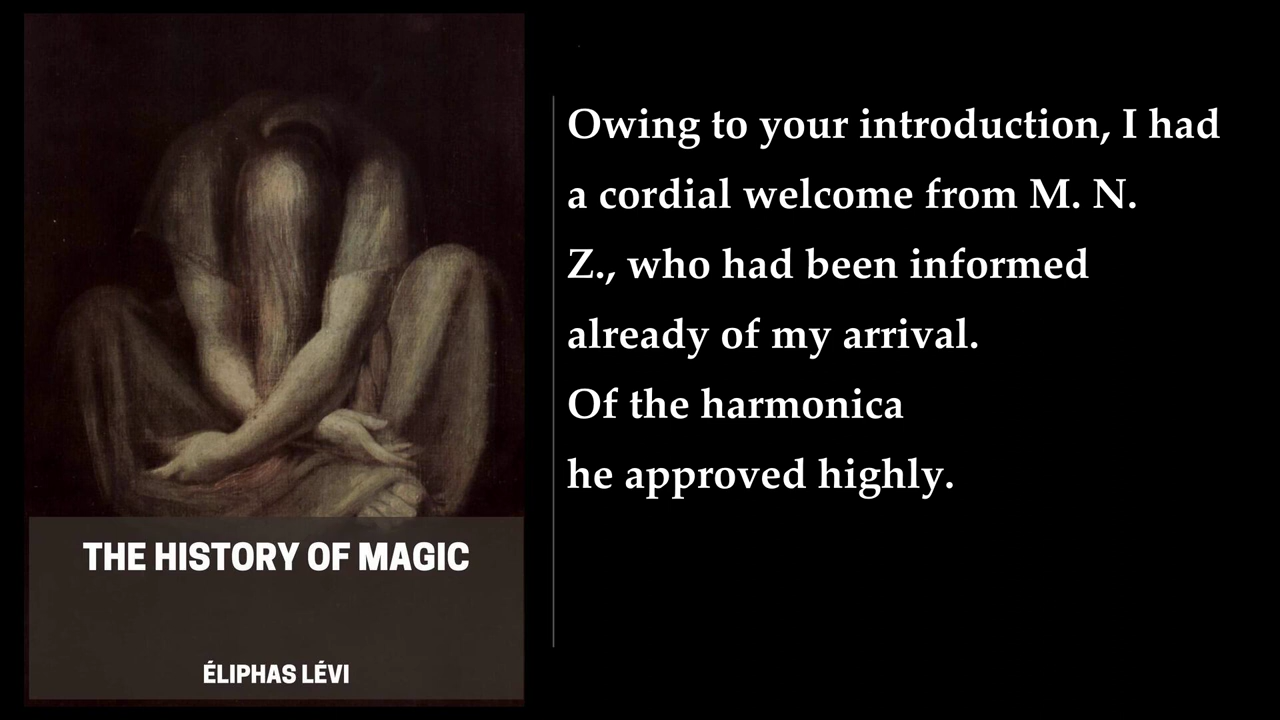 THE HISTORY OF MAGIC
ÉLIPHAS LÉVI
Owing to your introduction, I had
a cordial welcome from M. N.
Z., who had been informed
already of my arrival.
Of the harmonica
he approved highly.